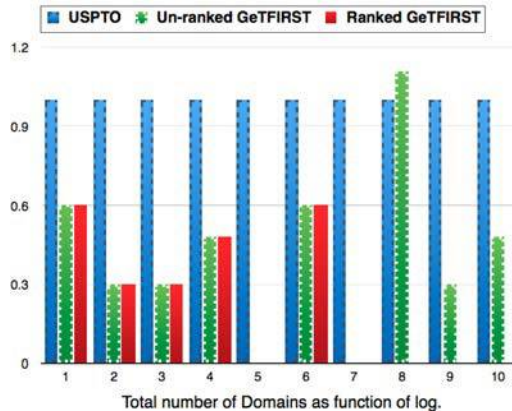 USPTO Un-ranked GeTFIRST Ranked GeTFIRST
1.2
0.9
0.6
0.3
0
1 2 3 4 5 6 7 8 9 10
Total number of Domains as function of log.